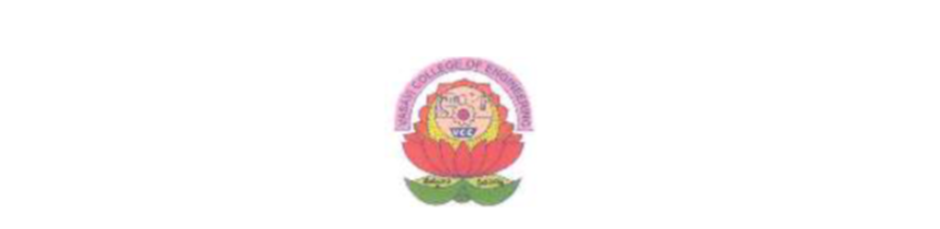 VASAVI COLLEGE OF ENGINEERING
VCE